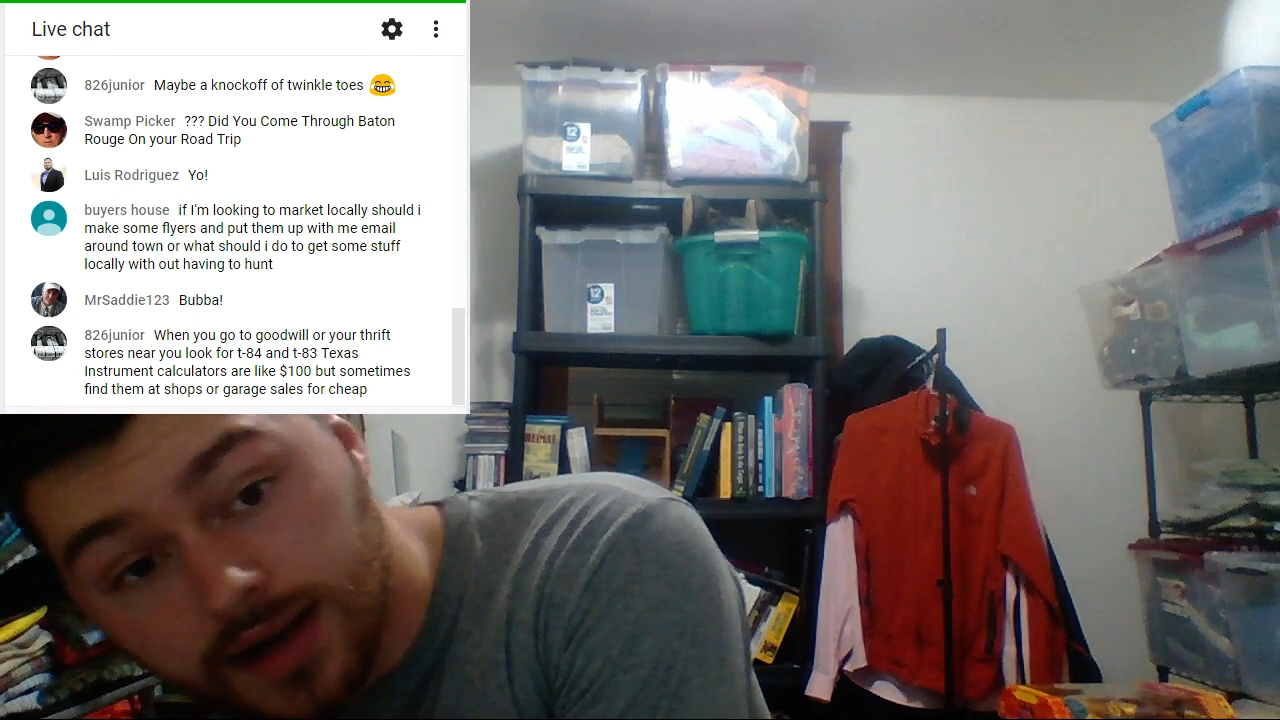 Live chat
826junior Maybe a knockoff of twinkle toes
Swamp Picker ??? Did You Come Through Baton
Rouge On your Road Trip
Luis Rodriguez Yo!
buyers house if I'm looking to market locally should i
make some flyers and put them up with me email
around town or what should i do to get some stuff
locally with out having to hunt
MrSaddie123 Bubba!
826junior When you go to goodwill or your thrift
stores near you look for t-84 and t-83 Texas
Instrument calculators are like $100 but sometimes
find them at shops or garage sales for cheap
12
12